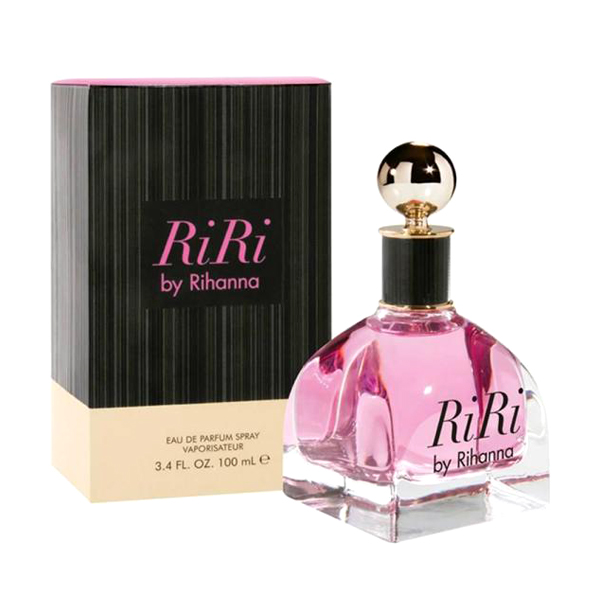 RiRi
by Rihanna
EAU DE PARFUM SPRAY
VAPORISATEUR
3.4 FL. OZ. 100 mL ℮
RiRi
by Rihanna